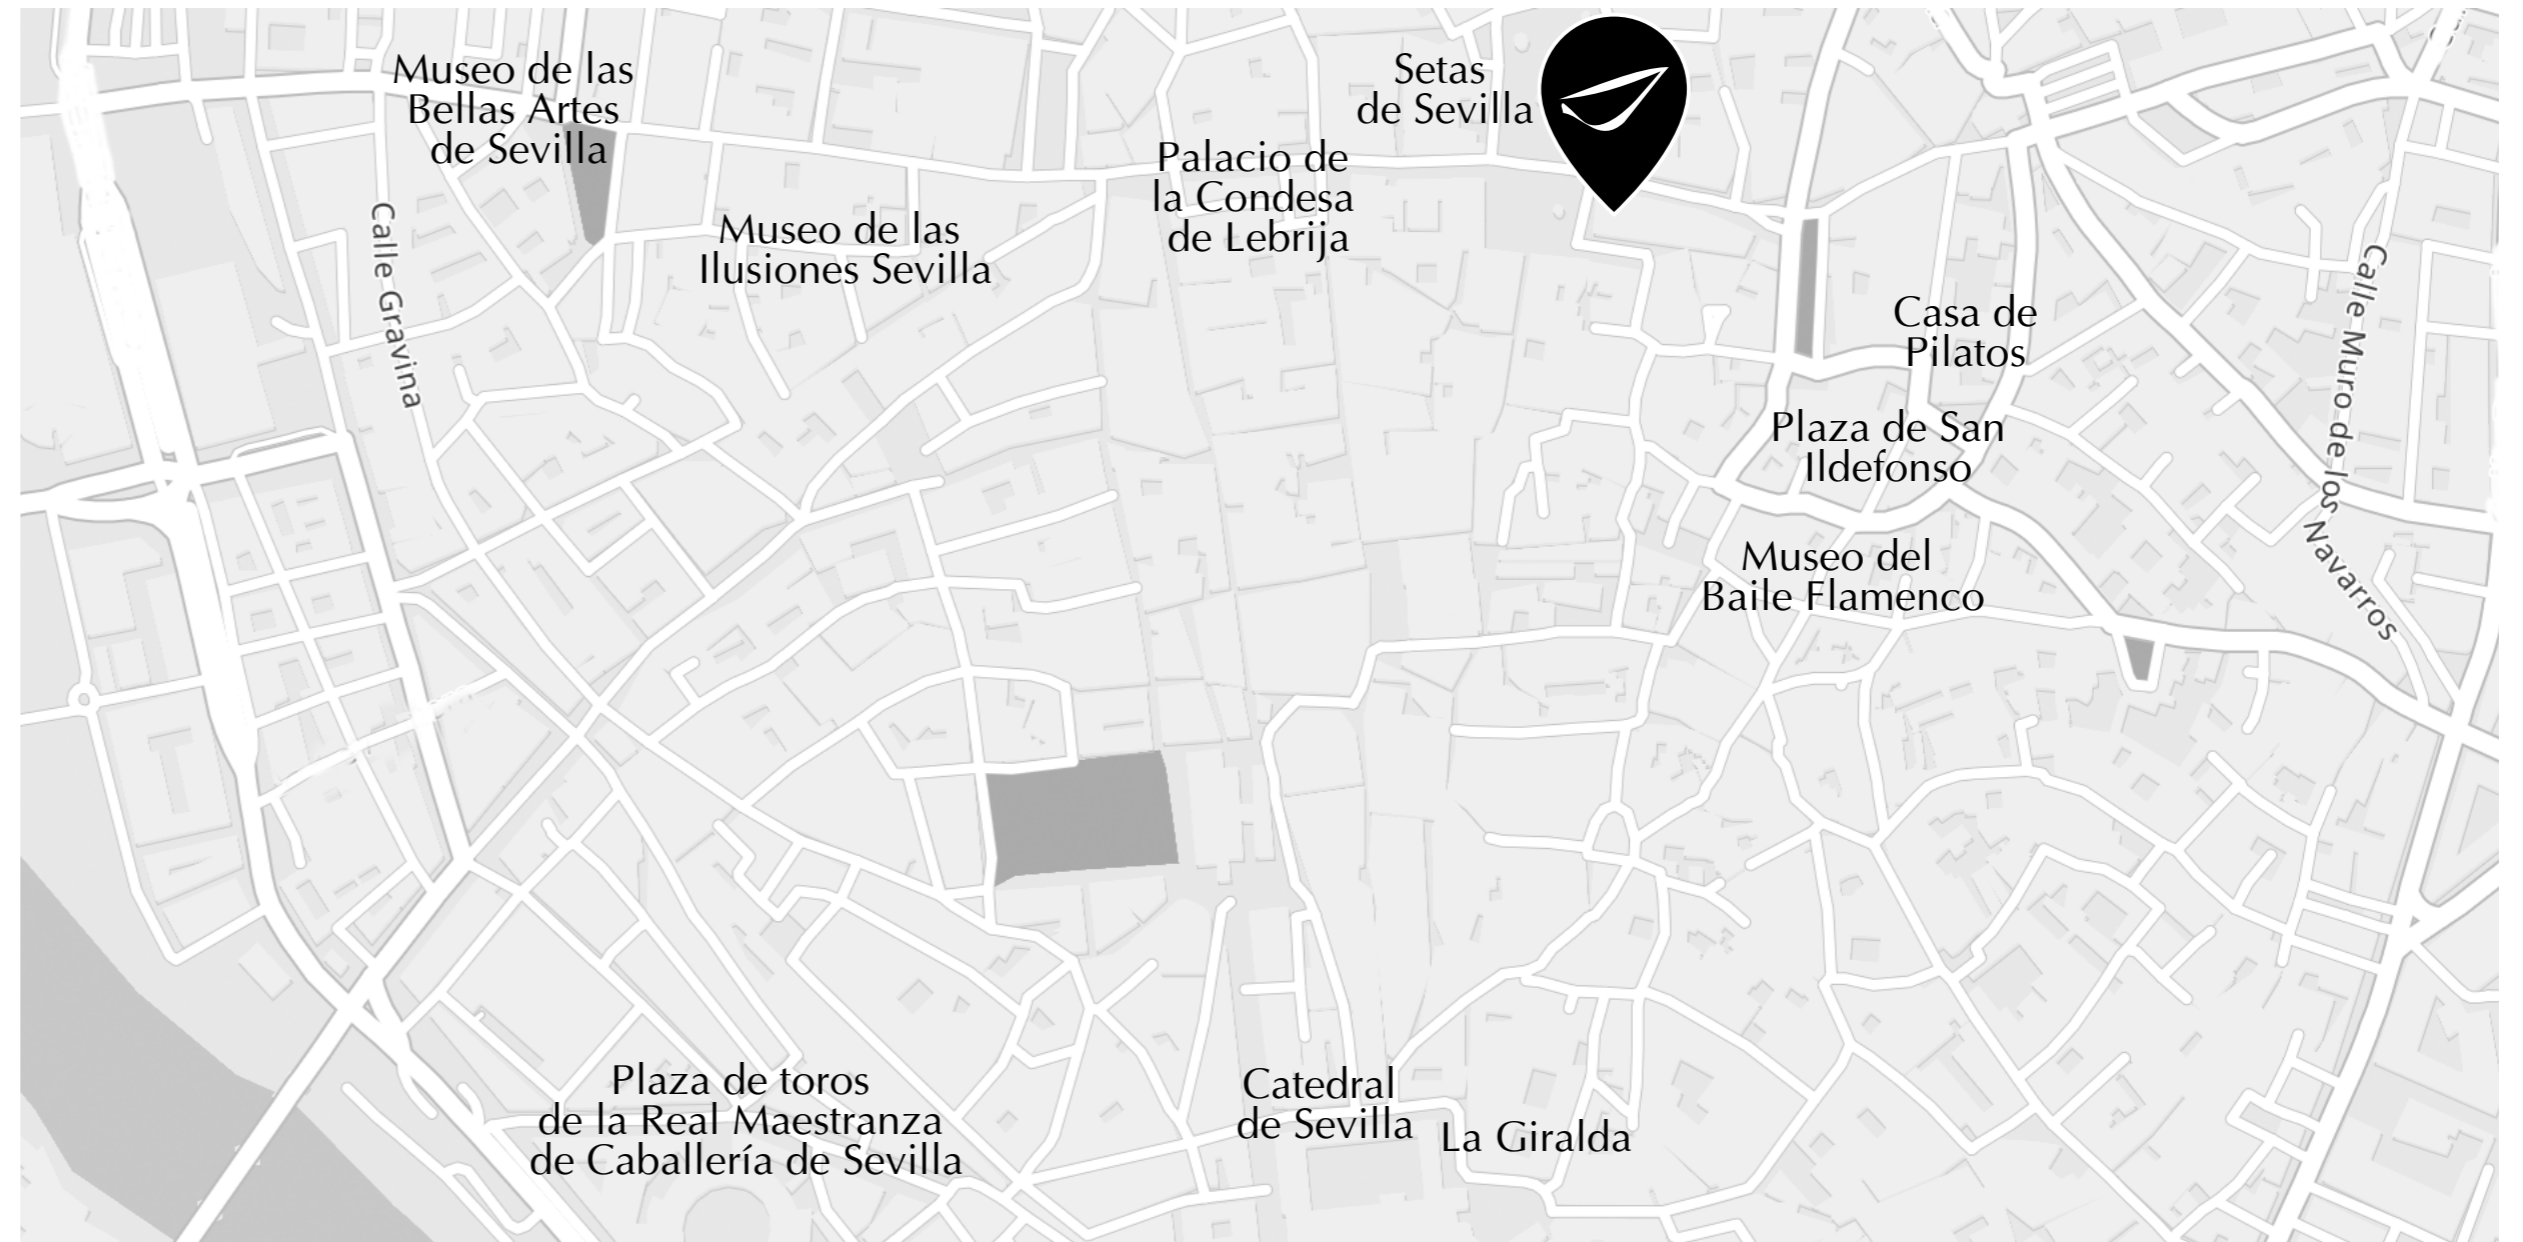 Museo de las
Bellas Artes
de Sevilla
Setas
de Sevilla
Palacio de
la Condesa
de Lebrija
Museo de las
Ilusiones Sevilla
Calle Gravina
Casa de
Pilatos
Calle Muro de los Navarros
Plaza de San
Ildefonso
Museo del
Baile Flamenco
Plaza de toros
de la Real Maestranza
de Caballería de Sevilla
Catedral
de Sevilla
La Giralda